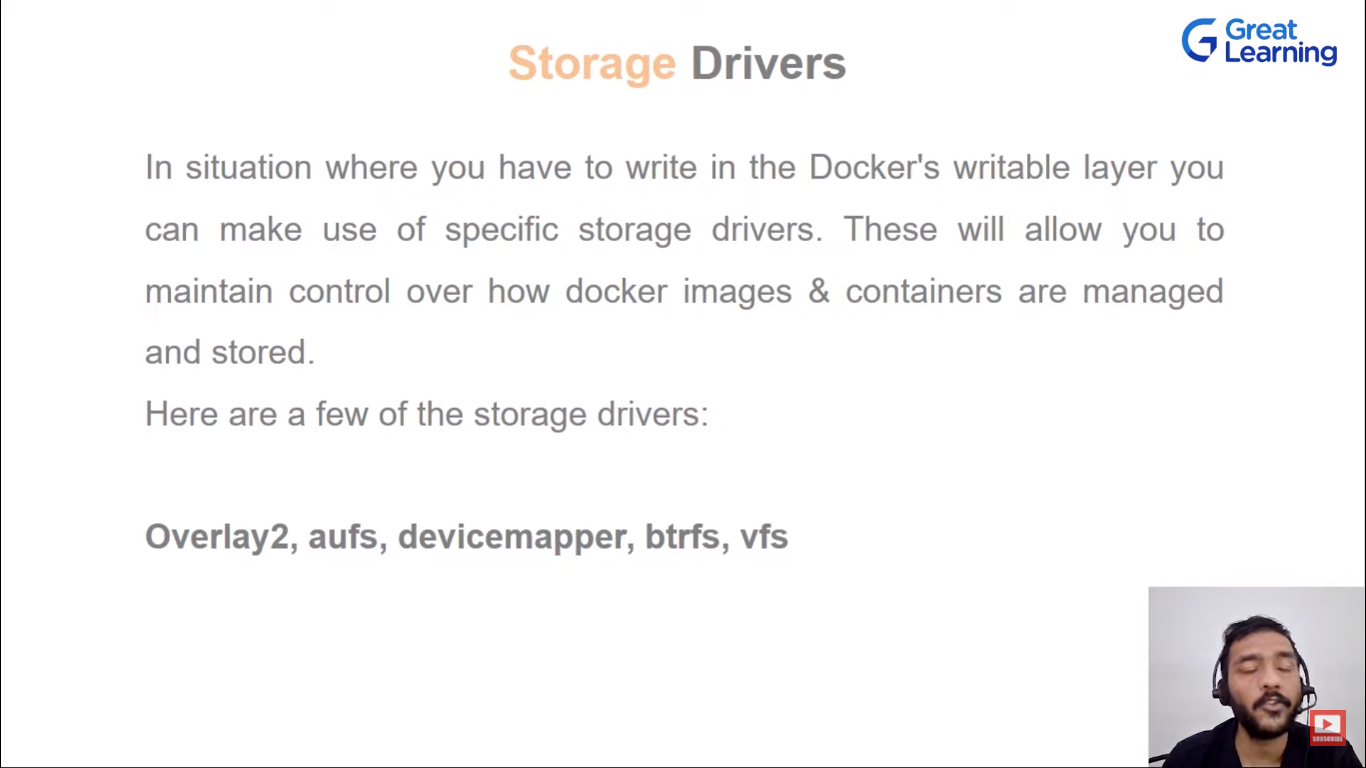 Storage Drivers
Great
Learning
In situation where you have to write in the Docker's writable layer you
can make use of specific storage drivers. These will allow you to
maintain control over how docker images & containers are managed
and stored.
Here are a few of the storage drivers:
Overlay2, aufs, devicemapper, btrfs, vfs
SUBSCRIBE